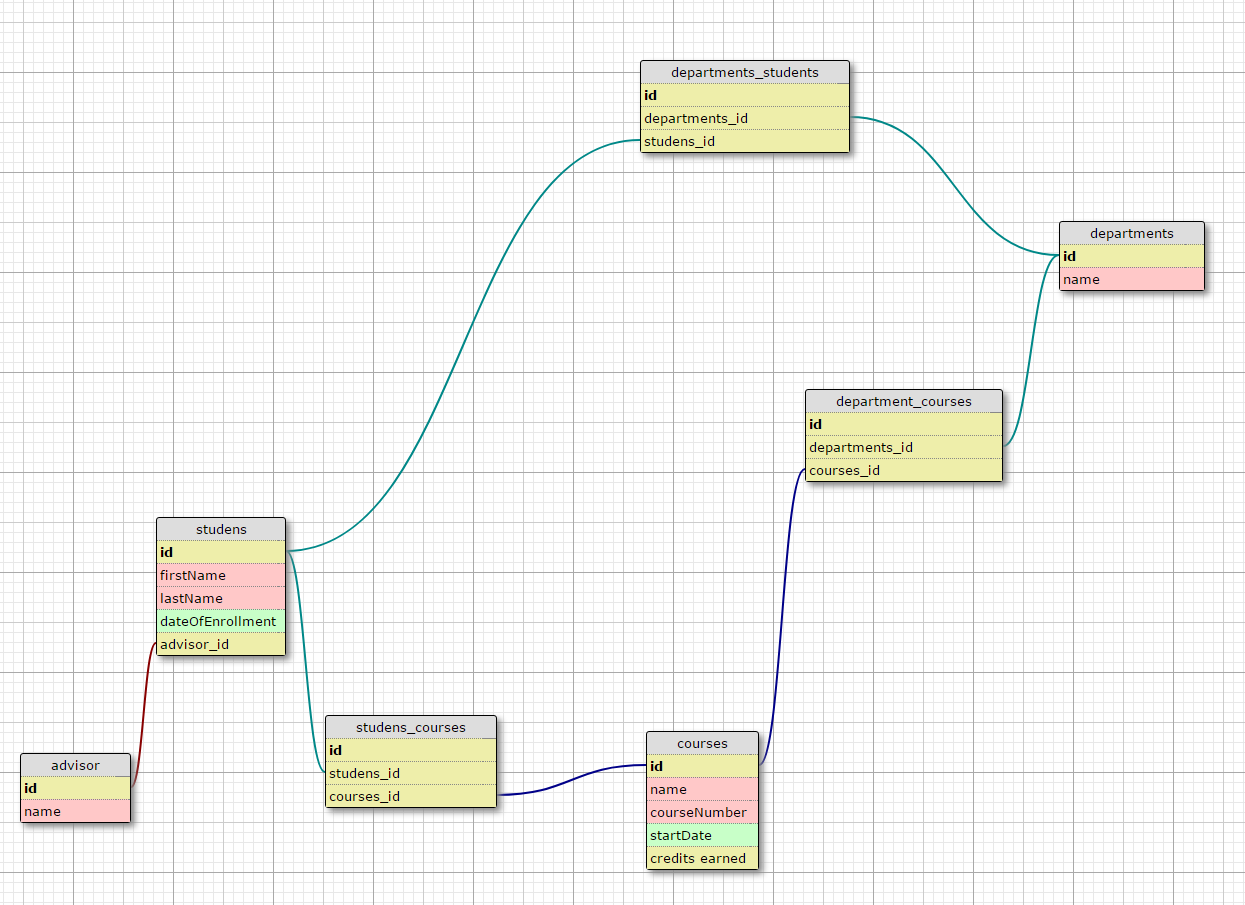 departments_students
id
departments_id
studens_id
departments
id
name
department_courses
id
departments_id
courses_id
studens
id
firstName
lastName
dateOfEnrollment
advisor_id
studens_courses
id
studens_id
courses_id
courses
id
name
courseNumber
startDate
credits earned
advisor
id
name